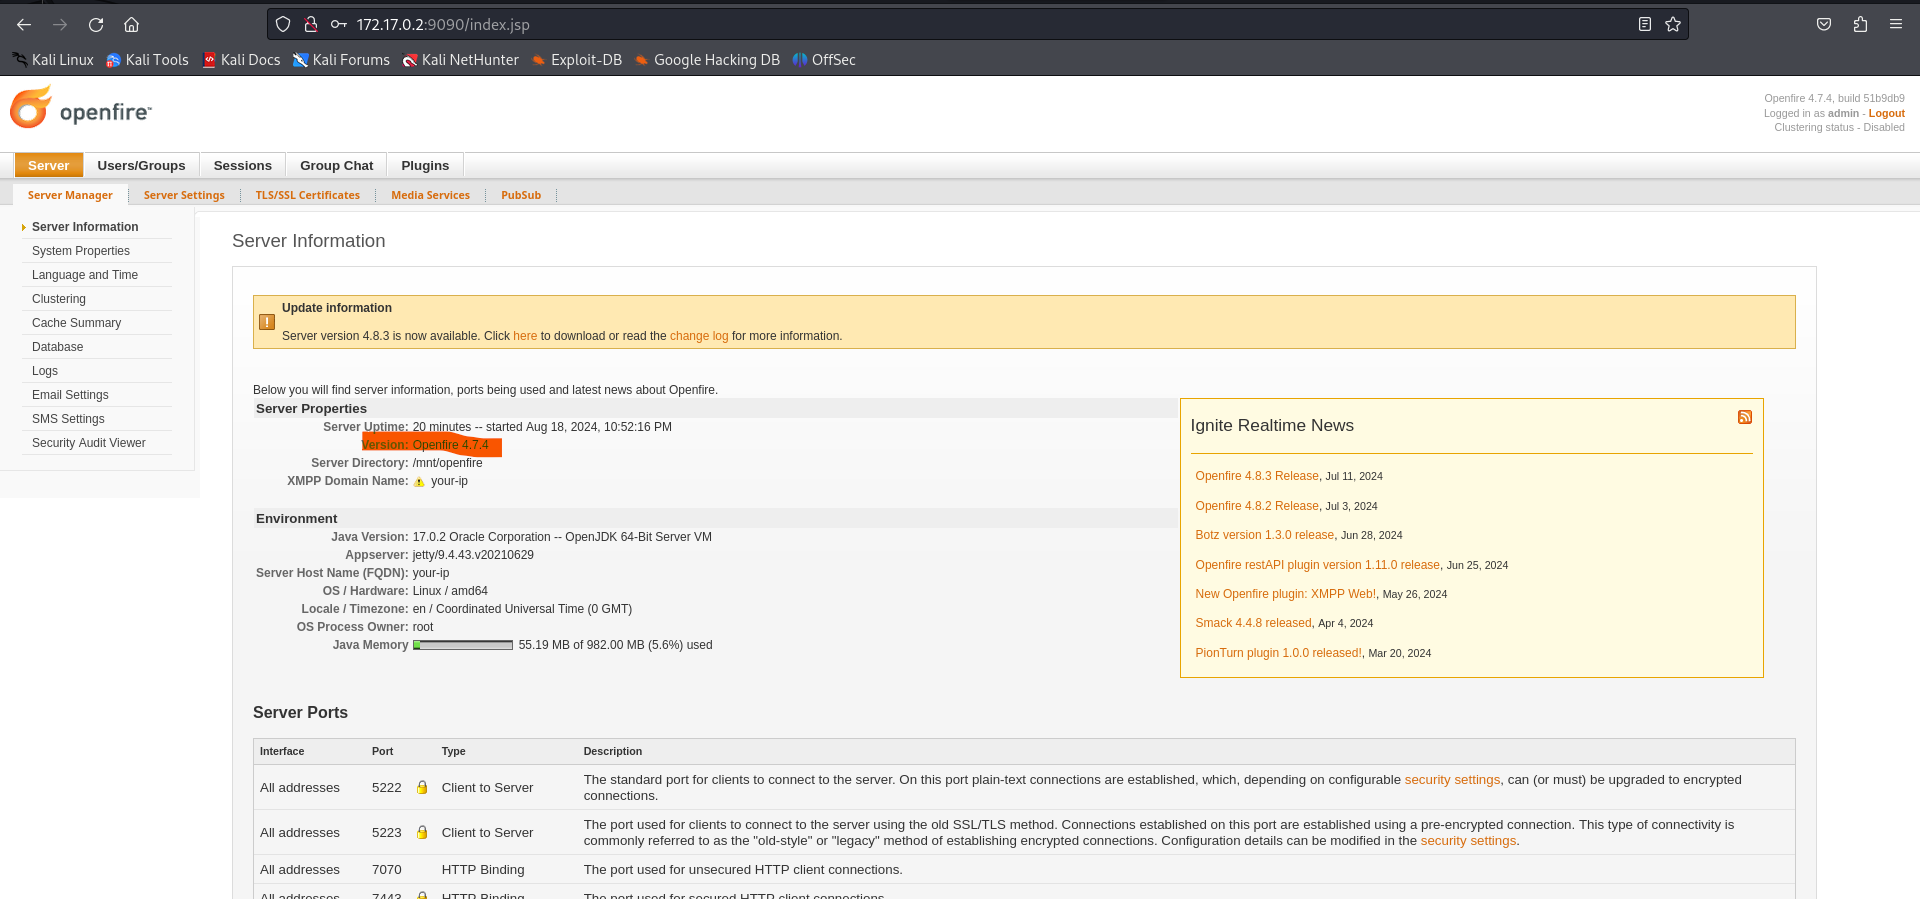 172.17.0.2:9090/index.jsp
Kali Linux Kali Tools Kali Docs Kali Forums Kali NetHunter Exploit-DB Google Hacking DB OffSec
openfire™
Openfire 4.7.4, build 51b9db9
Logged in as admin - Logout
Clustering status - Disabled
Server Users/Groups Sessions Group Chat Plugins
Server Manager Server Settings TLS/SSL Certificates Media Services PubSub
Server Information
System Properties
Language and Time
Clustering
Cache Summary
Database
Logs
Email Settings
SMS Settings
Security Audit Viewer
Server Information
Update information
Server version 4.8.3 is now available. Click here to download or read the change log for more information.
Below you will find server information, ports being used and latest news about Openfire.
Server Properties
Server Uptime: 20 minutes -- started Aug 18, 2024, 10:52:16 PM
Version: Openfire 4.7.4
Server Directory: /mnt/openfire
XMPP Domain Name: your-ip
Environment
Java Version: 17.0.2 Oracle Corporation -- OpenJDK 64-Bit Server VM
Appserver: jetty/9.4.43.v20210629
Server Host Name (FQDN): your-ip
OS / Hardware: Linux / amd64
Locale / Timezone: en / Coordinated Universal Time (0 GMT)
OS Process Owner: root
Java Memory 55.19 MB of 982.00 MB (5.6%) used
Ignite Realtime News
Openfire 4.8.3 Release, Jul 11, 2024
Openfire 4.8.2 Release, Jul 3, 2024
Botz version 1.3.0 release, Jun 28, 2024
Openfire restAPI plugin version 1.11.0 release, Jun 25, 2024
New Openfire plugin: XMPP Web!, May 26, 2024
Smack 4.4.8 released, Apr 4, 2024
PionTurn plugin 1.0.0 released!, Mar 20, 2024
Server Ports
Interface Port Type Description
All addresses 5222 Client to Server The standard port for clients to connect to the server. On this port plain-text connections are established, which, depending on configurable security settings, can (or must) be upgraded to encrypted
connections.
All addresses 5223 Client to Server The port used for clients to connect to the server using the old SSL/TLS method. Connections established on this port are established using a pre-encrypted connection. This type of connectivity is
commonly referred to as the "old-style" or "legacy" method of establishing encrypted connections. Configuration details can be modified in the security settings.
All addresses 7070 HTTP Binding The port used for unsecured HTTP client connections.
All addresses 7443 HTTP Binding The port used for secured HTTP client connections.